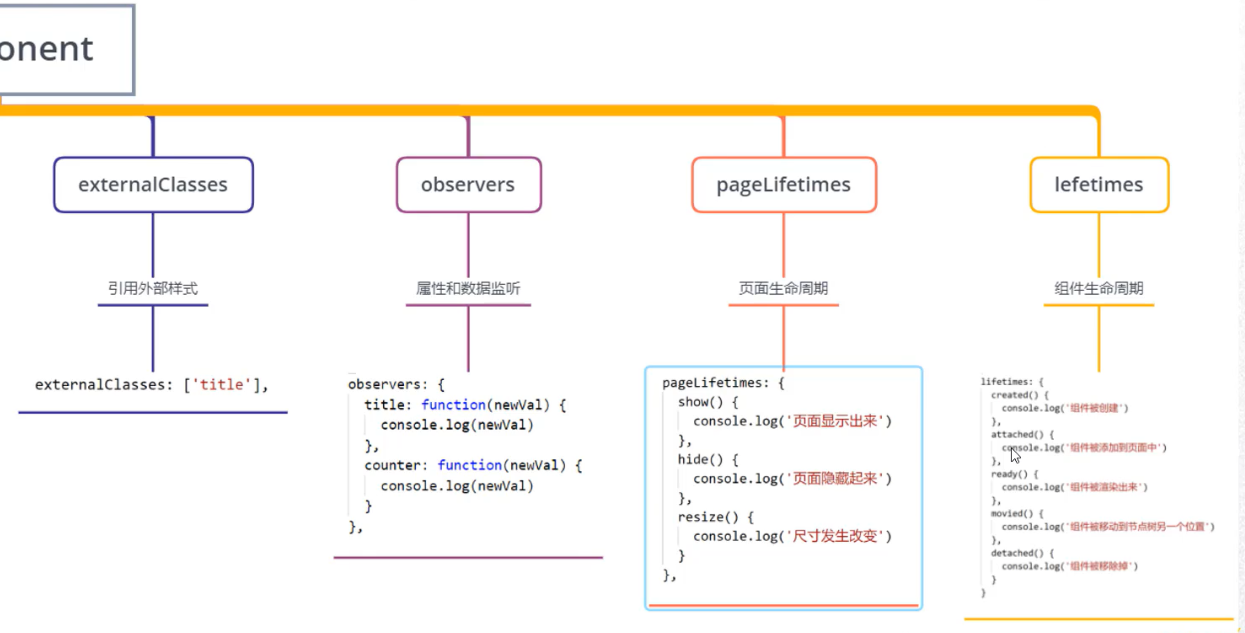 onent
externalClasses
observers
pageLifetimes
lefetimes
引用外部样式
属性和数据监听
页面生命周期
组件生命周期
externalClasses: ['title'],
observers: {
title: function(newVal) {
console.log(newVal)
},
counter: function(newVal) {
console.log(newVal)
}
},
pageLifetimes: {
show() {
console.log('页面显示出来')
},
hide() {
console.log('页面隐藏起来')
},
resize() {
console.log('尺寸发生改变')
}
},
lifetimes: {
created() {
console.log('组件被创建')
},
attached() {
console.log('组件被添加到页面中')
},
ready() {
console.log('组件被渲染出来')
},
movied() {
console.log('组件被移动到节点树另一个位置')
},
detached() {
console.log('组件被移除掉')
}
}